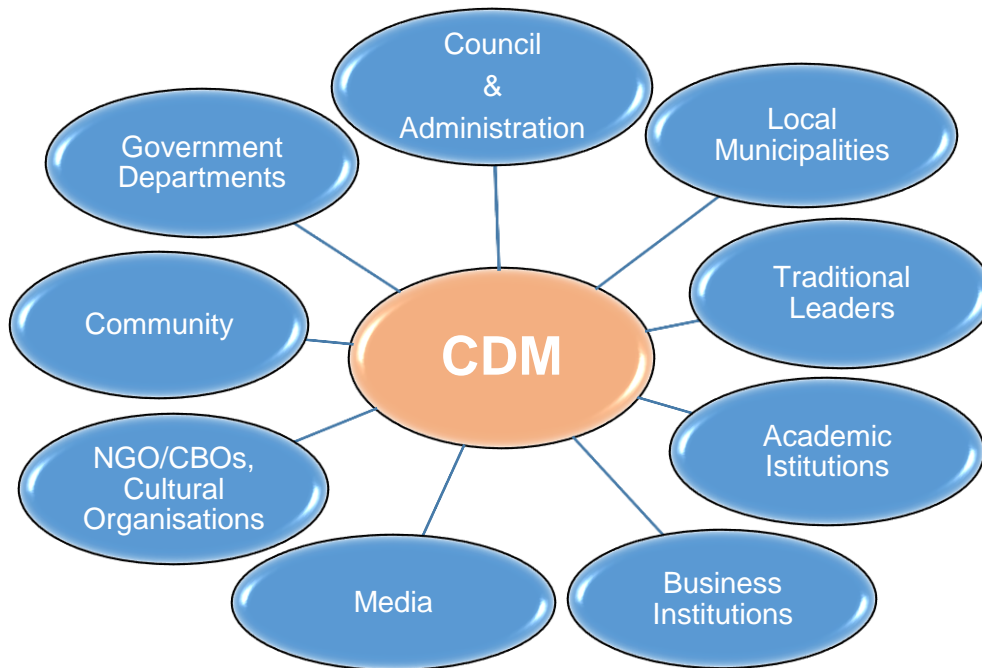 Council
&
Administration
Local
Municipalities
Government
Departments
Traditional
Leaders
Community
CDM
Academic
Istitutions
NGO/CBOs,
Cultural
Organisations
Business
Institutions
Media